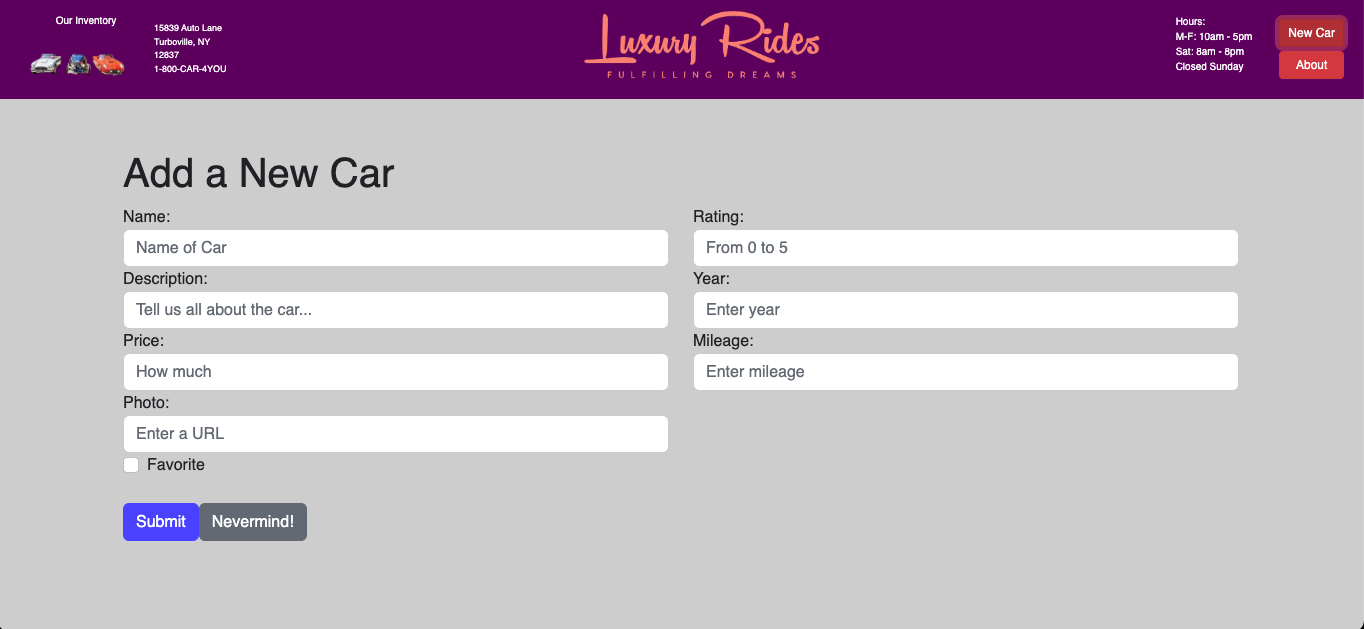 Our Inventory
15839 Auto Lane
Turboville, NY
12837
1-800-CAR-4YOU
Luxury Rides
FULFILLING DREAMS
Hours:
M-F: 10am - 5pm
Sat: 8am - 8pm
Closed Sunday
New Car
About
Add a New Car
Name:
Name of Car
Rating:
From 0 to 5
Description:
Tell us all about the car...
Year:
Enter year
Price:
How much
Mileage:
Enter mileage
Photo:
Enter a URL
Favorite
Submit
Nevermind!